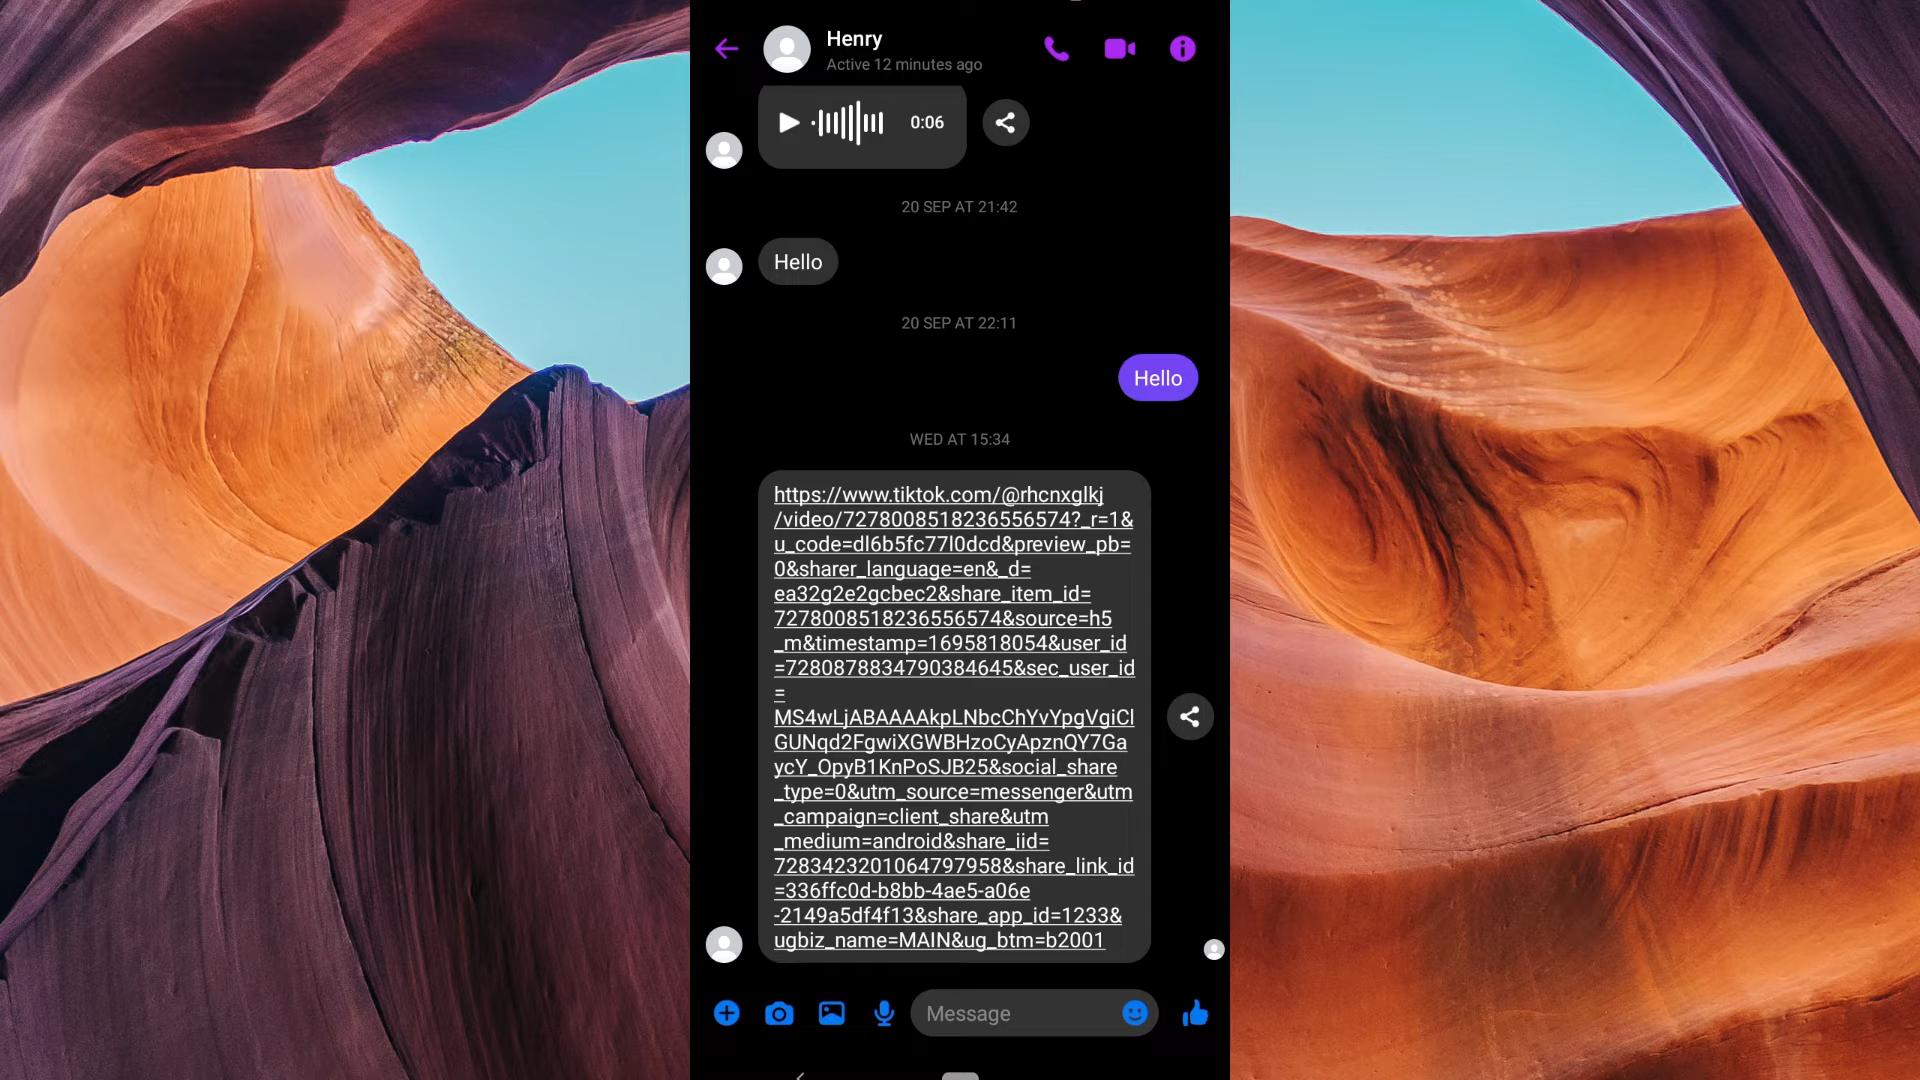 Henry
Active 12 minutes ago
0:06
20 SEP AT 21:42
Hello
20 SEP AT 22:11
Hello
WED AT 15:34
https://www.tiktok.com/@rhcnxglkj
/video/7278008518236556574?_r=1&
u_code=dl6b5fc77l0dcd&preview_pb=
0&sharer_language=en&_d=
ea32g2e2gcbec2&share_item_id=
7278008518236556574&source=h5
_m&timestamp=1695818054&user_id
=7280878834790384645&sec_user_id
=
MS4wLjABAAAAkpLNbcChYvYpgVgiCl
GUNqd2FgwiXGWBHzoCyApznQY7Ga
ycY_OpyB1KnPoSJB25&social_share
_type=0&utm_source=messenger&utm
_campaign=client_share&utm
_medium=android&share_iid=
7283423201064797958&share_link_id
=336ffc0d-b8bb-4ae5-a06e
-2149a5df4f13&share_app_id=1233&
ugbiz_name=MAIN&ug_btm=b2001
Message